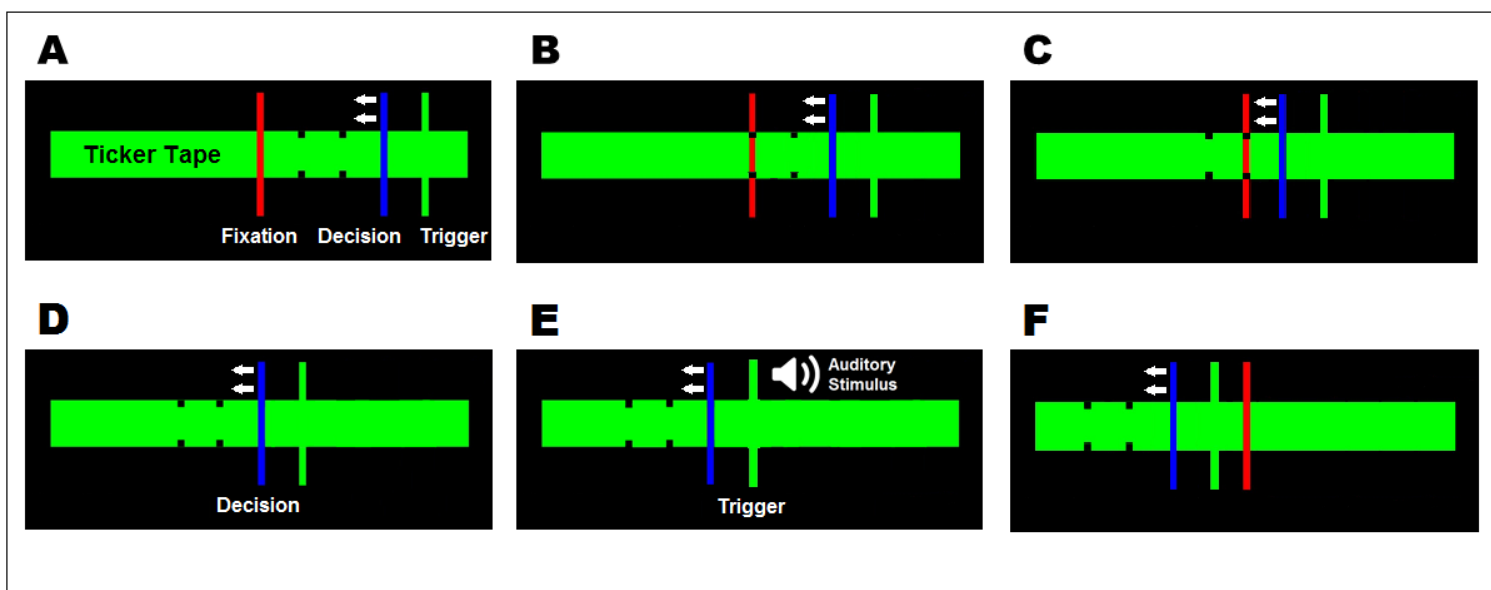 A
B
C
Ticker Tape
Fixation Decision Trigger
D
E
F
Auditory
Stimulus
Decision
Trigger